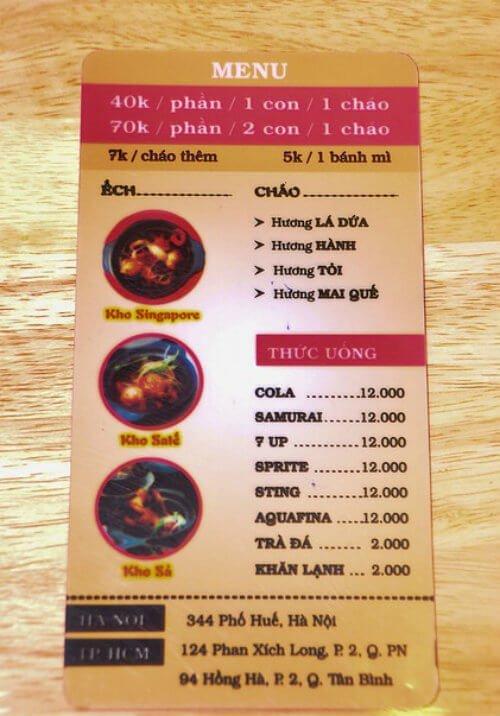 MENU
40k / phần / 1 con / 1 cháo
70k / phần / 2 con / 1 cháo
7k / cháo thêm
5k / 1 bánh mì
ẾCH
Kho Singapore
Kho Satế
Kho Sả
CHÁO
➤ Hương LÁ DỨA
➤ Hương HÀNH
➤ Hương TỎI
➤ Hương MAI QUẾ
THỨC UỐNG
COLA ........12.000
SAMURAI......12.000
7 UP ............12.000
SPRITE .........12.000
STING ..........12.000
AQUAFINA .....12.000
TRÀ ĐÁ ....... 2.000
KHĂN LẠNH ... 2.000
HÀ NỘI 344 Phố Huế, Hà Nội
TP. HCM 124 Phan Xích Long, P. 2, Q. PN
94 Hồng Hà, P. 2, Q. Tân Bình